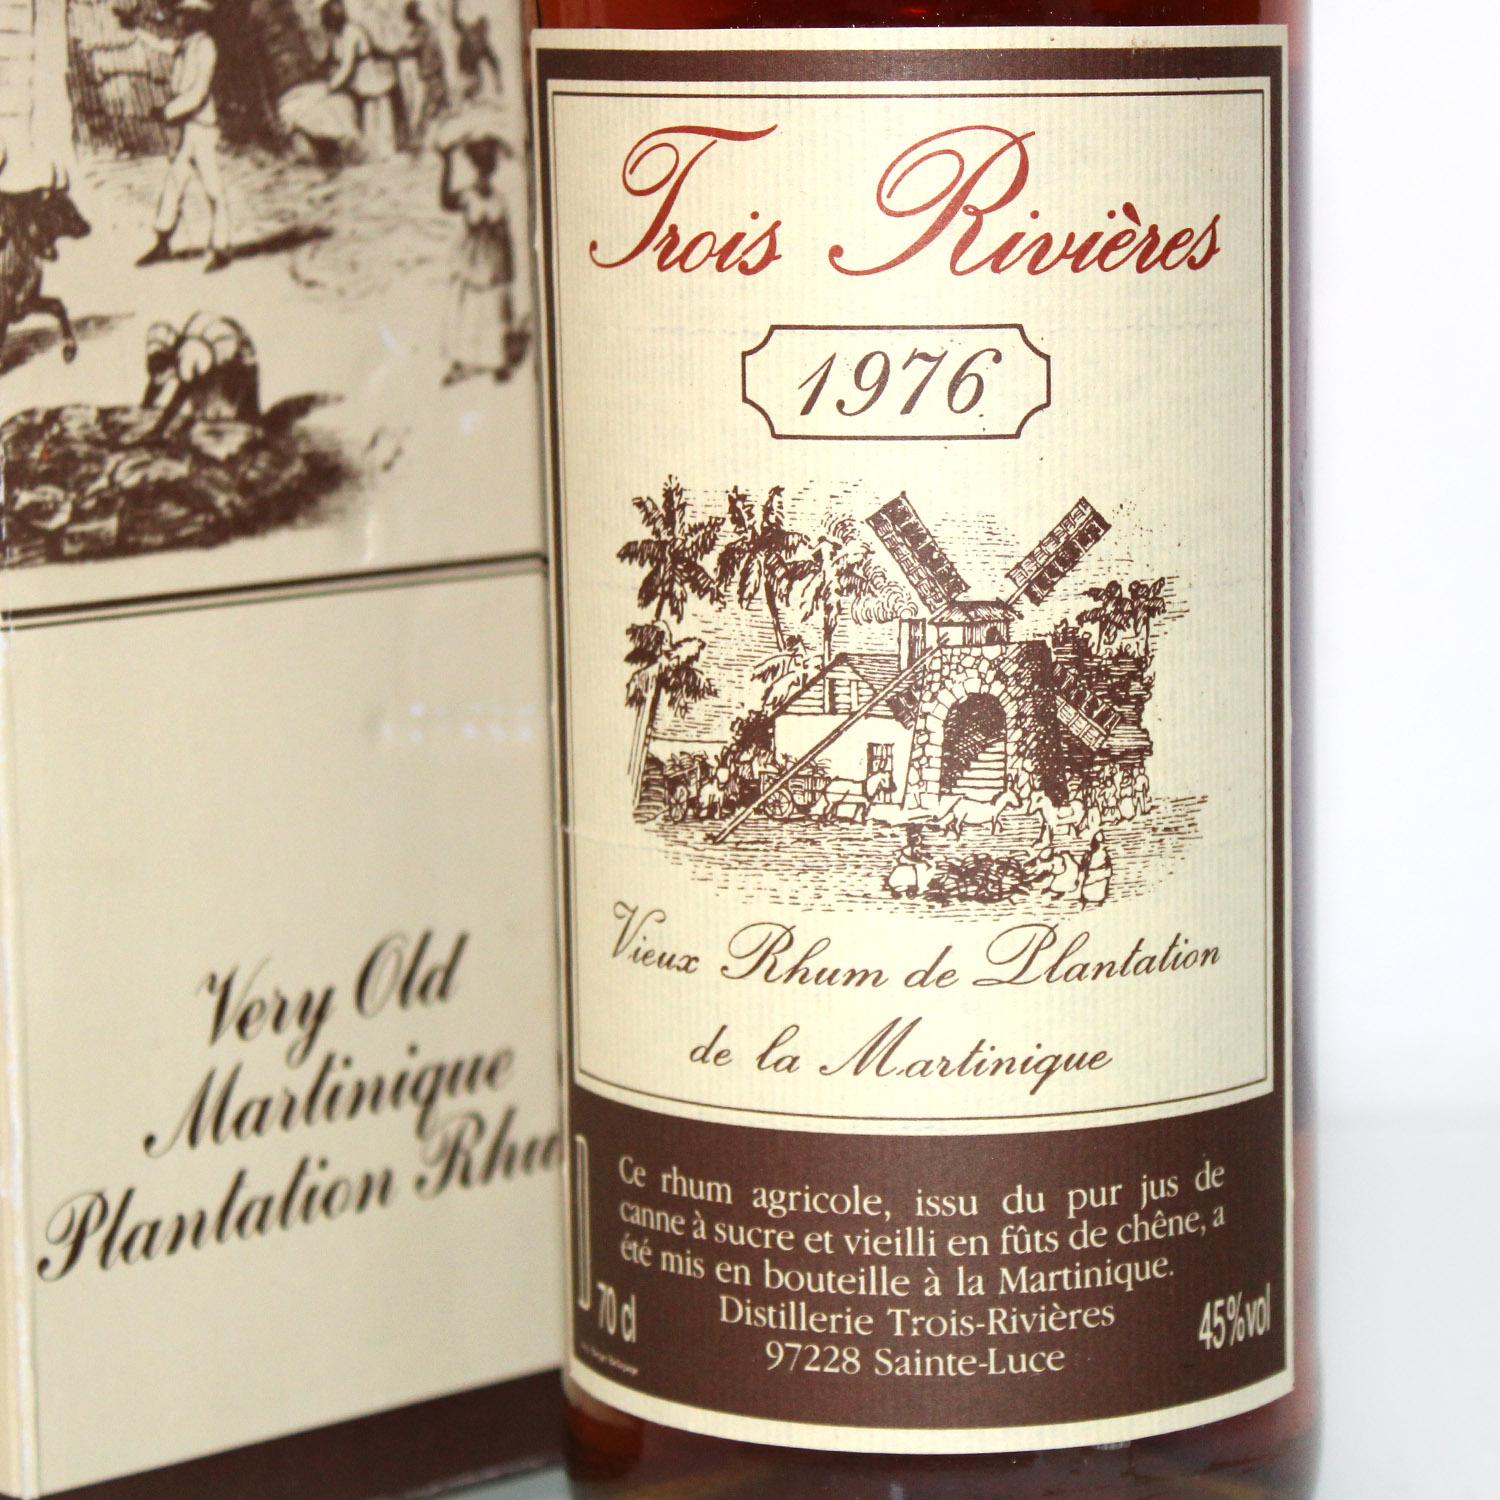 Trois Rivières
1976
Vieux Rhum de Plantation
de la Martinique
Ce rhum agricole, issu du pur jus de
canne à sucre et vieilli en fûts de chêne, a
été mis en bouteille à la Martinique.
Distillerie Trois-Rivières
97228 Sainte-Luce
70 cl
45%vol
Very Old
Martinique
Plantation Rhu